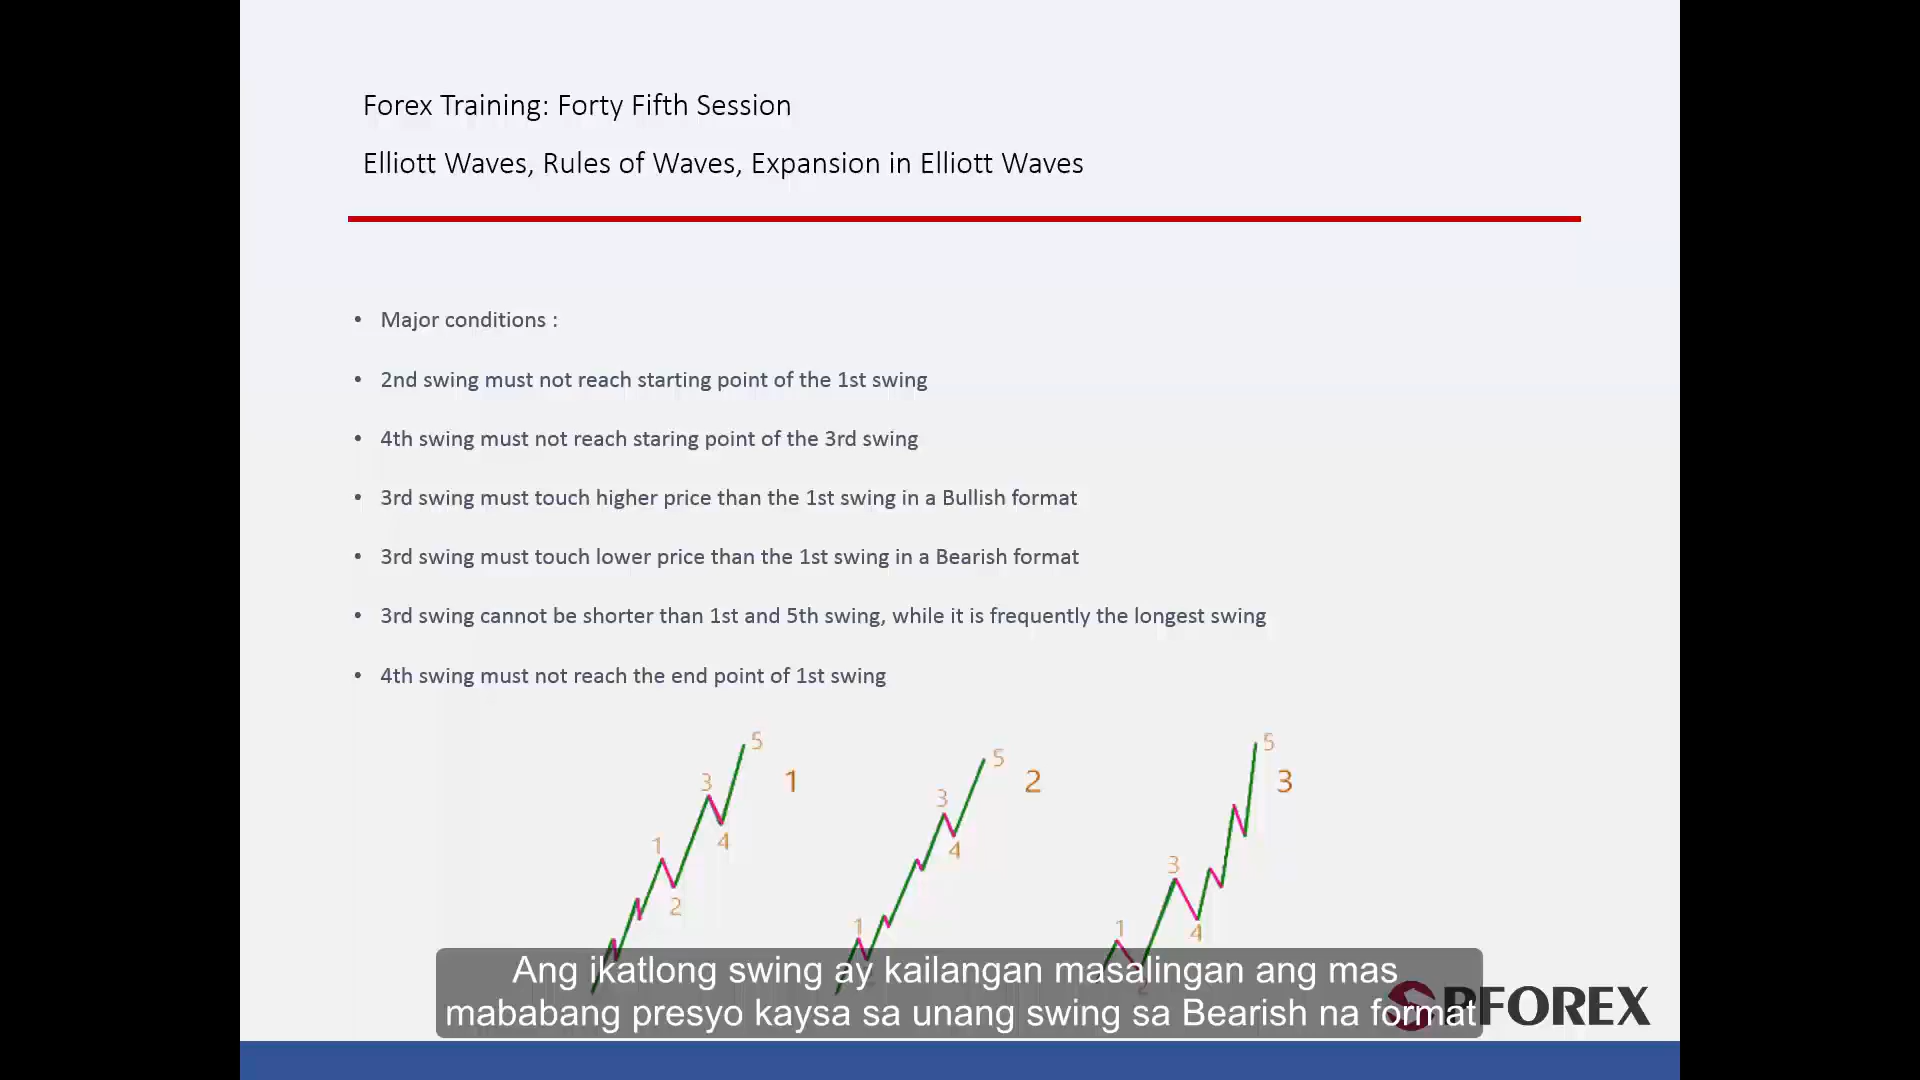 Forex Training: Forty Fifth Session
Elliott Waves, Rules of Waves, Expansion in Elliott Waves
• Major conditions :
• 2nd swing must not reach starting point of the 1st swing
• 4th swing must not reach staring point of the 3rd swing
• 3rd swing must touch higher price than the 1st swing in a Bullish format
• 3rd swing must touch lower price than the 1st swing in a Bearish format
• 3rd swing cannot be shorter than 1st and 5th swing, while it is frequently the longest swing
• 4th swing must not reach the end point of 1st swing
5
3
1
4
1
2
5
2
3
4
1
5
3
3
1
4
2
Ang ikatlong swing ay kailangan masalingan ang mas
mababang presyo kaysa sa unang swing sa Bearish na format
PFOREX